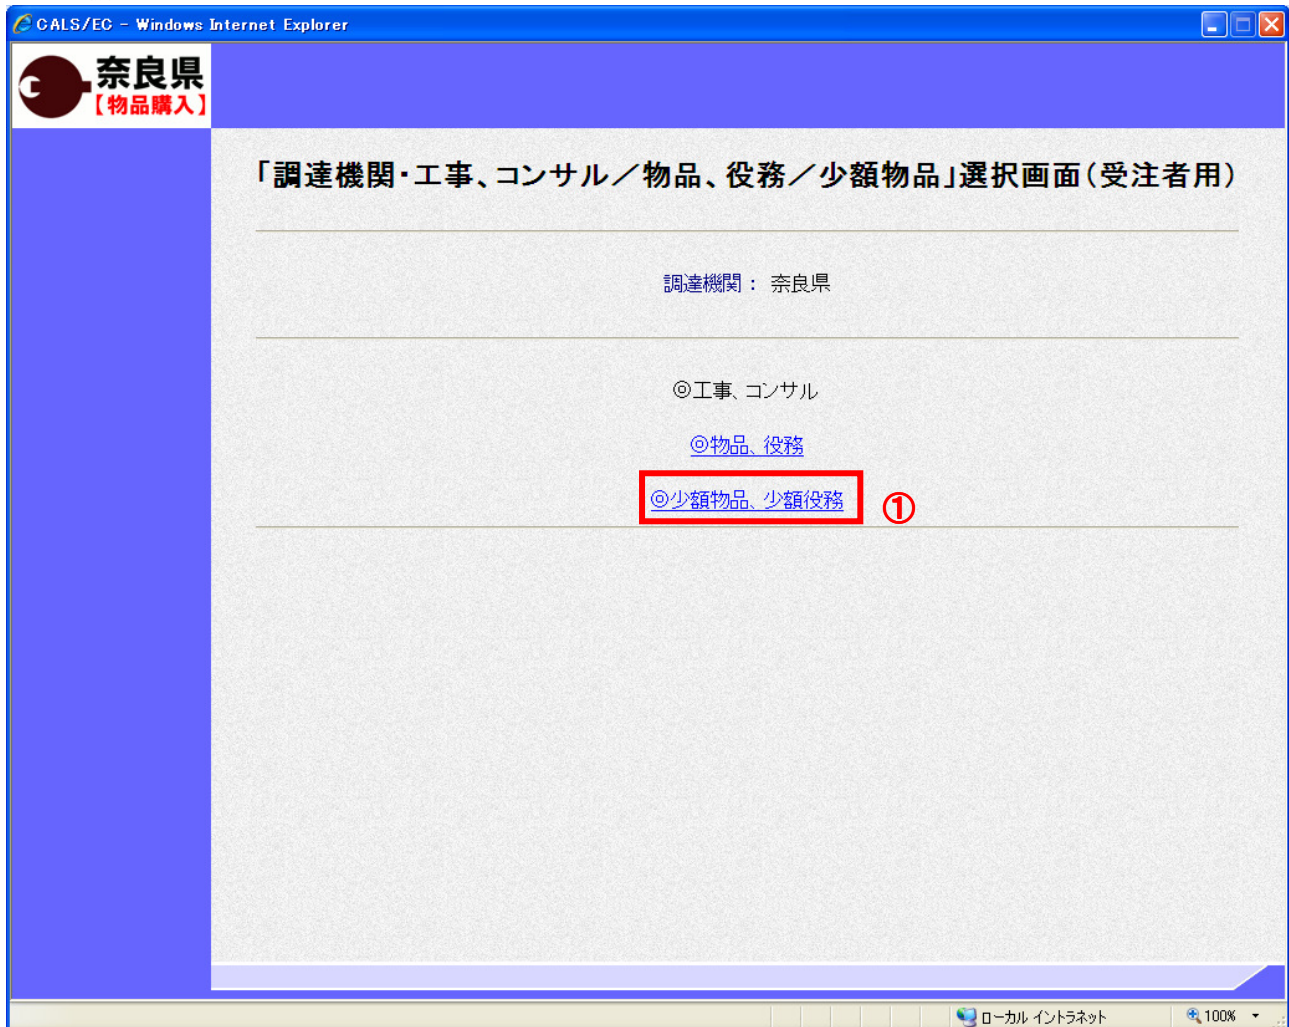 CALS/EC - Windows Internet Explorer
奈良県
【物品購入】
「調達機関・工事、コンサル／物品、役務／少額物品」選択画面（受注者用）
調達機関： 奈良県
◎工事、コンサル
◎物品、役務
◎少額物品、少額役務
①
ローカル イントラネット
100%